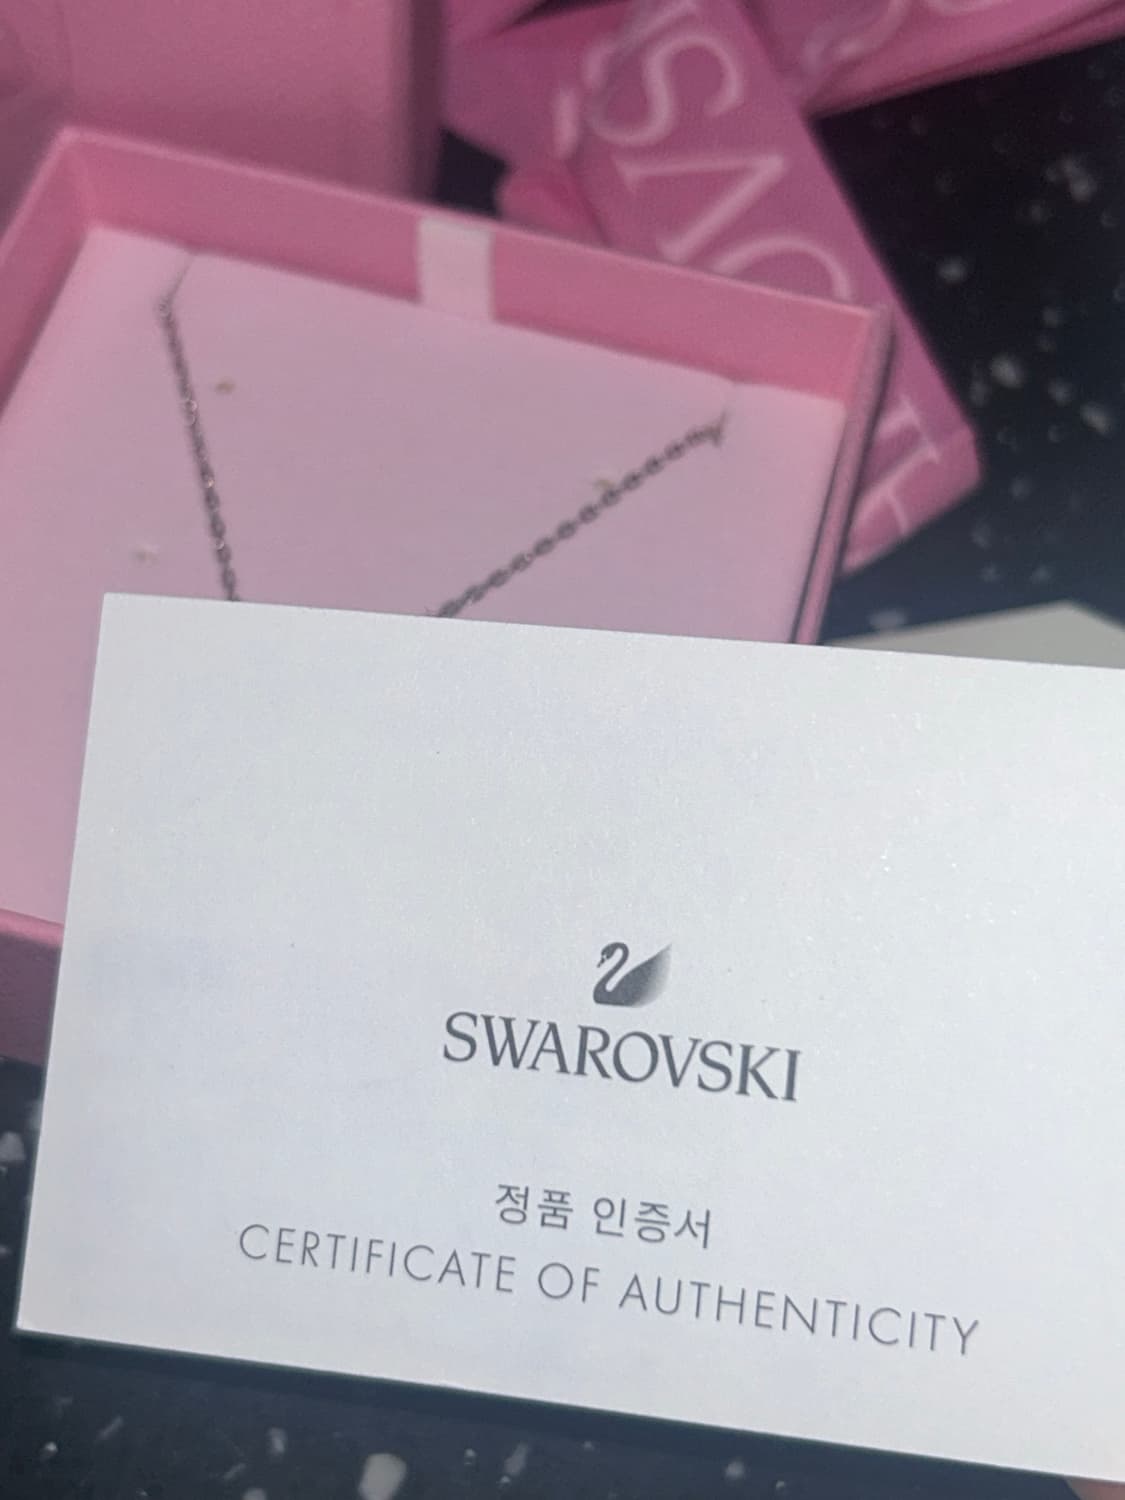 SWAROVSKI
정품 인증서
CERTIFICATE OF AUTHENTICITY